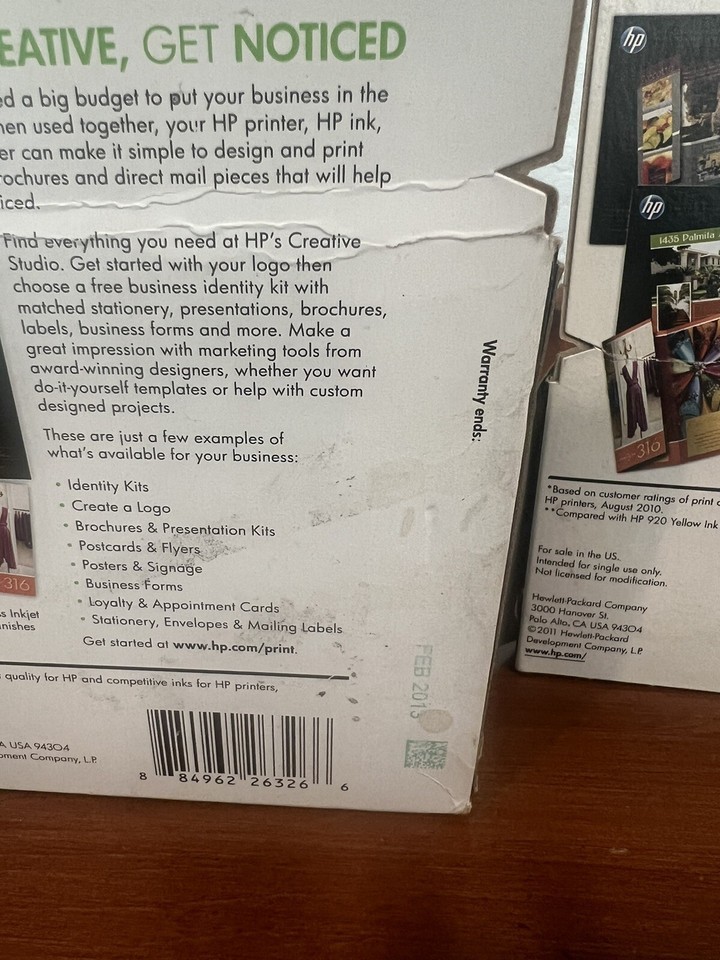 EATIVE, GET NOTICED
ed a big budget to put your business in the
hen used together, your HP printer, HP ink,
er can make it simple to design and print
rochures and direct mail pieces that will help
iced.
Find everything you need at HP's Creative
Studio. Get started with your logo then
choose a free business identity kit with
matched stationery, presentations, brochures,
labels, business forms and more. Make a
great impression with marketing tools from
award-winning designers, whether you want
do-it-yourself templates or help with custom
designed projects.
These are just a few examples of
what's available for your business:
• Identity Kits
• Create a Logo
• Brochures & Presentation Kits
• Postcards & Flyers
• Posters & Signage
• Business Forms
• Loyalty & Appointment Cards
• Stationery, Envelopes & Mailing Labels
Get started at www.hp.com/print.
316
s Inkjet
nishes
quality for HP and competitive inks for HP printers,
A USA 94304
oment Company, L.P.
8 84962 26326 6
Warranty ends:
FEB 2013
hp
hp
1435 Palmita
316
*Based on customer ratings of print
HP printers, August 2010.
**Compared with HP 920 Yellow Ink
For sale in the US.
Intended for single use only.
Not licensed for modification.
Hewlett-Packard Company
3000 Hanover St.
Palo Alto, CA USA 94304
©2011 Hewlett-Packard
Development Company, L.P.
www.hp.com/